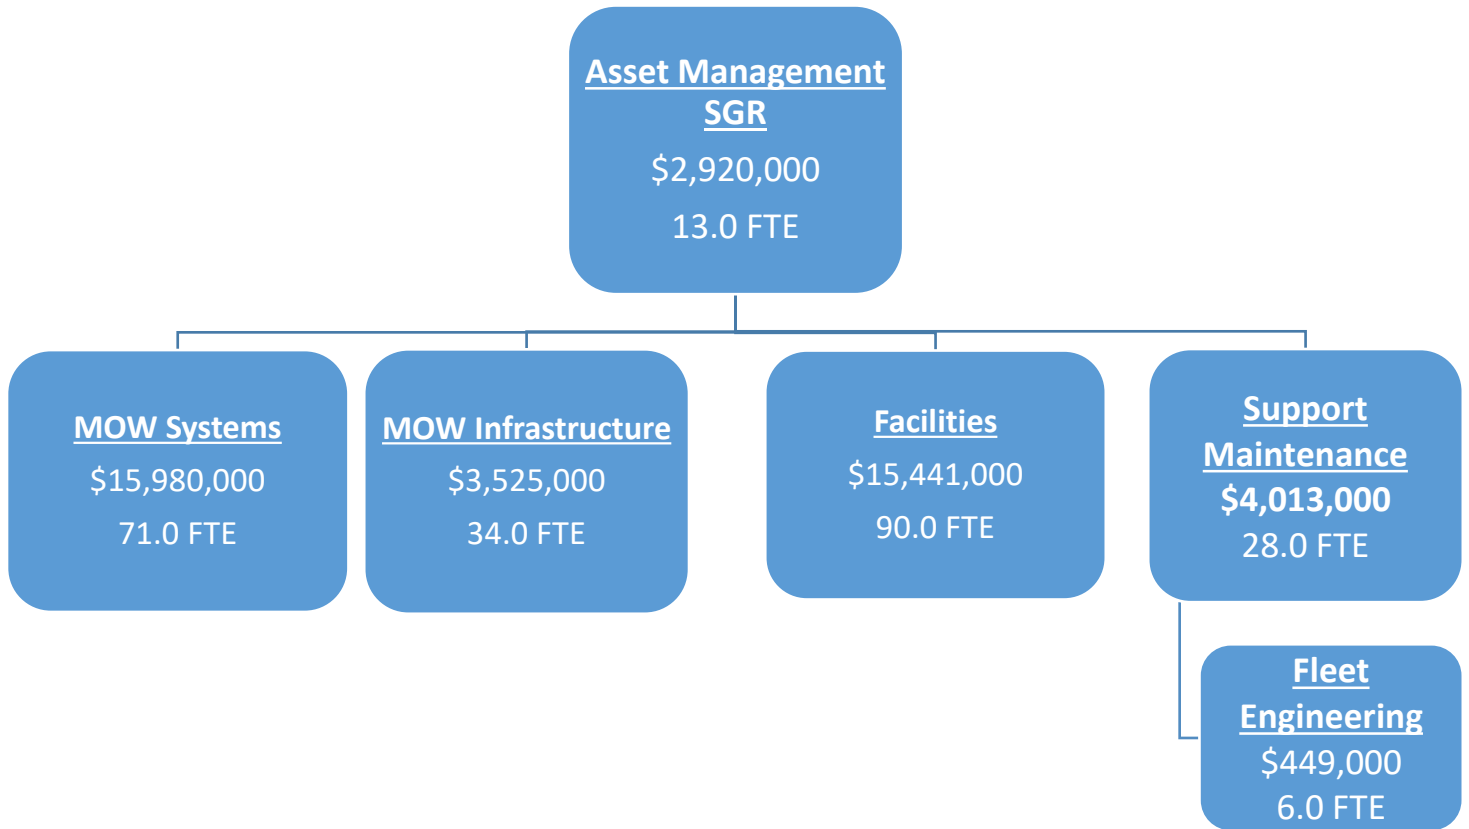 Asset Management
SGR
$2,920,000
13.0 FTE
MOW Systems
$15,980,000
71.0 FTE
MOW Infrastructure
$3,525,000
34.0 FTE
Facilities
$15,441,000
90.0 FTE
Support
Maintenance
$4,013,000
28.0 FTE
Fleet
Engineering
$449,000
6.0 FTE